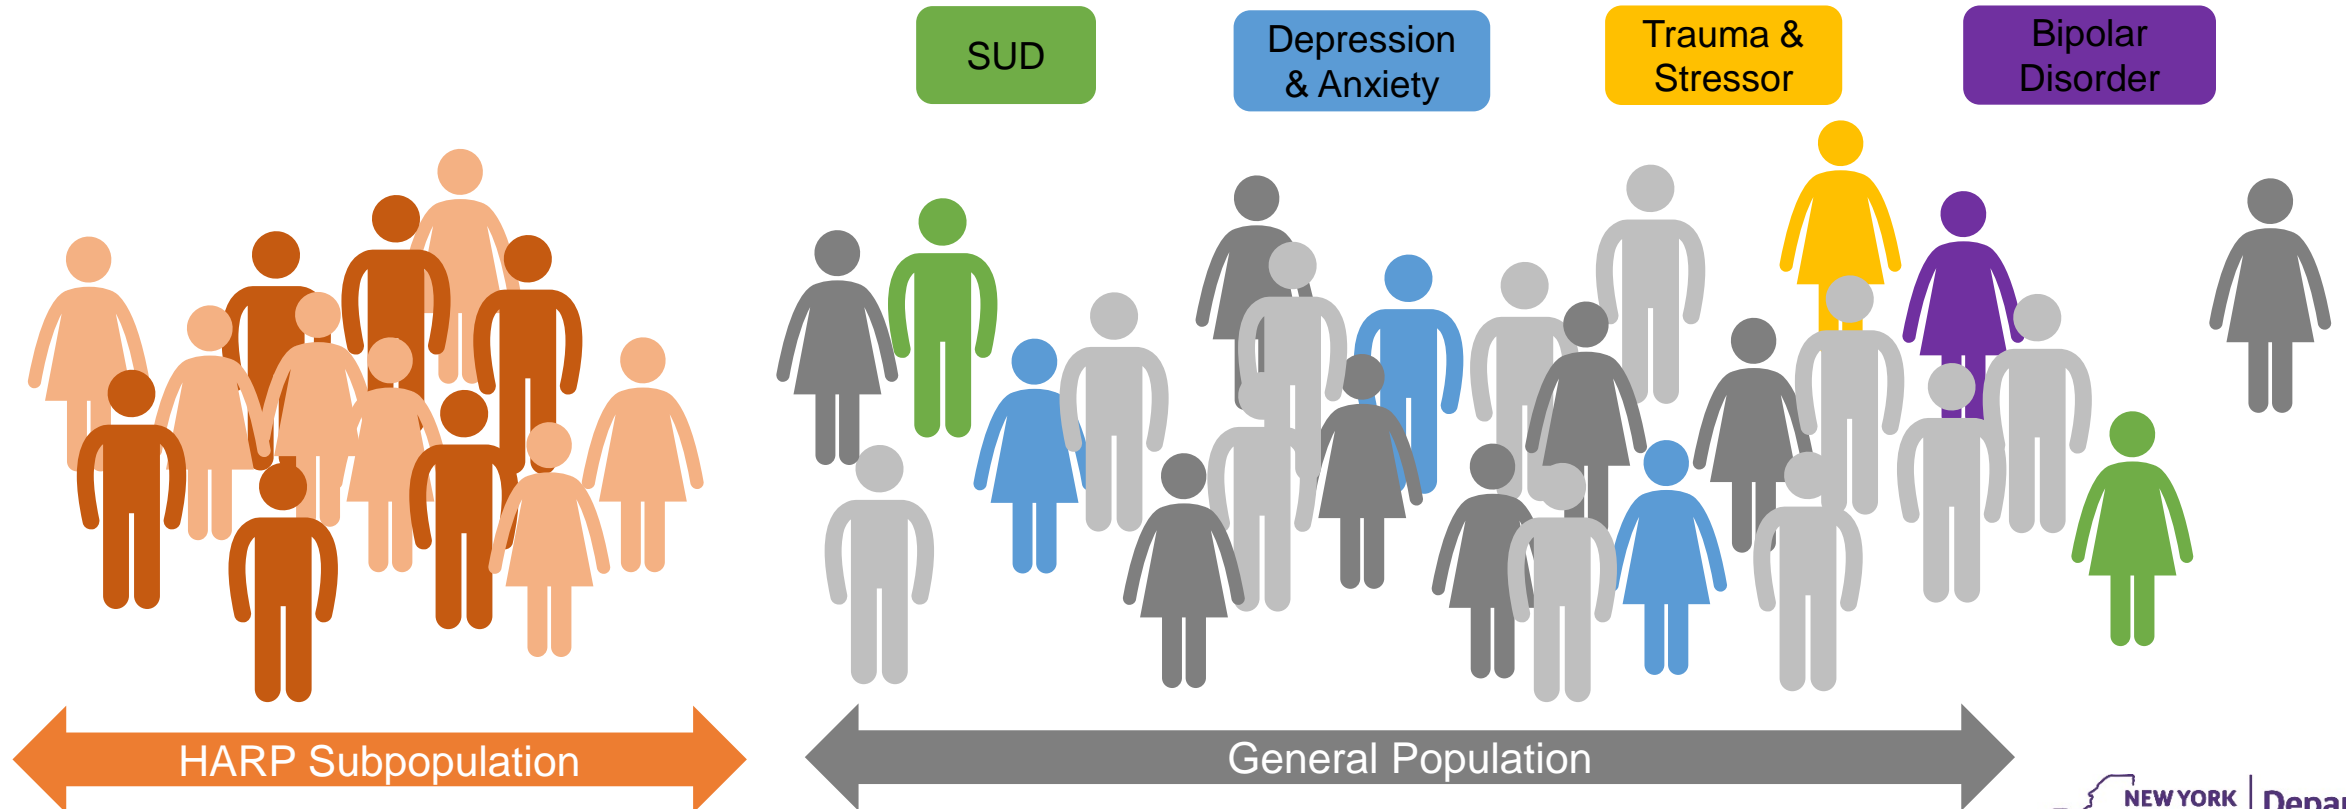 SUD
Depression
& Anxiety
Trauma &
Stressor
Bipolar
Disorder
HARP Subpopulation
General Population
NEW YORK